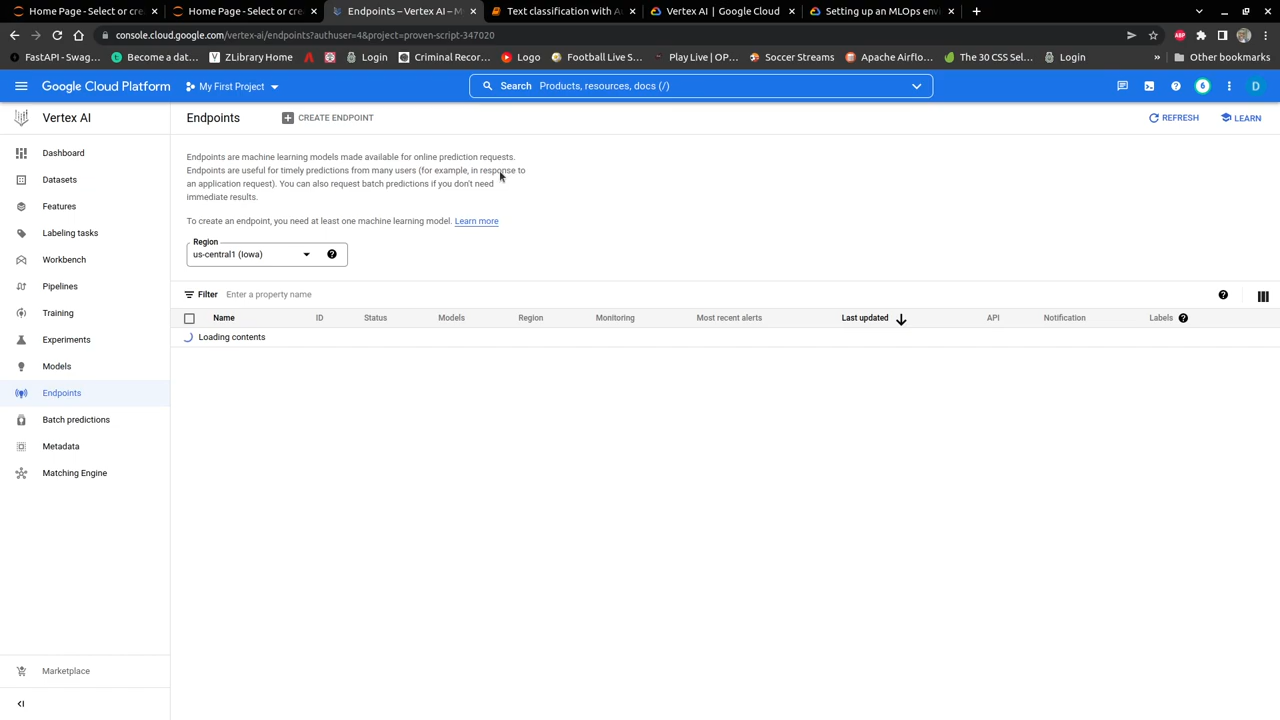 Home Page - Select or cre
Home Page - Select or cre
Endpoints – Vertex AI – M
Text classification with A
Vertex AI | Google Cloud
Setting up an MLOps env
console.cloud.google.com/vertex-ai/endpoints?authuser=4&project=proven-script-347020
ABP
FastAPI - Swag...
Become a dat...
ZLibrary Home
Login
Criminal Recor...
Logo
Football Live S...
Play Live | OP...
Soccer Streams
Apache Airflo...
The 30 CSS Sel...
Login
»
Other bookmarks
Google Cloud Platform
My First Project
Search Products, resources, docs (/)
6
D
Vertex AI
Endpoints
CREATE ENDPOINT
REFRESH
LEARN
Dashboard
Datasets
Features
Labeling tasks
Workbench
Pipelines
Training
Experiments
Models
Endpoints
Batch predictions
Metadata
Matching Engine
Marketplace
Endpoints are machine learning models made available for online prediction requests.
Endpoints are useful for timely predictions from many users (for example, in response to
an application request). You can also request batch predictions if you don't need
immediate results.
To create an endpoint, you need at least one machine learning model. Learn more
Region
us-central1 (Iowa)
Filter Enter a property name
Name ID Status Models Region Monitoring Most recent alerts Last updated API Notification Labels
Loading contents